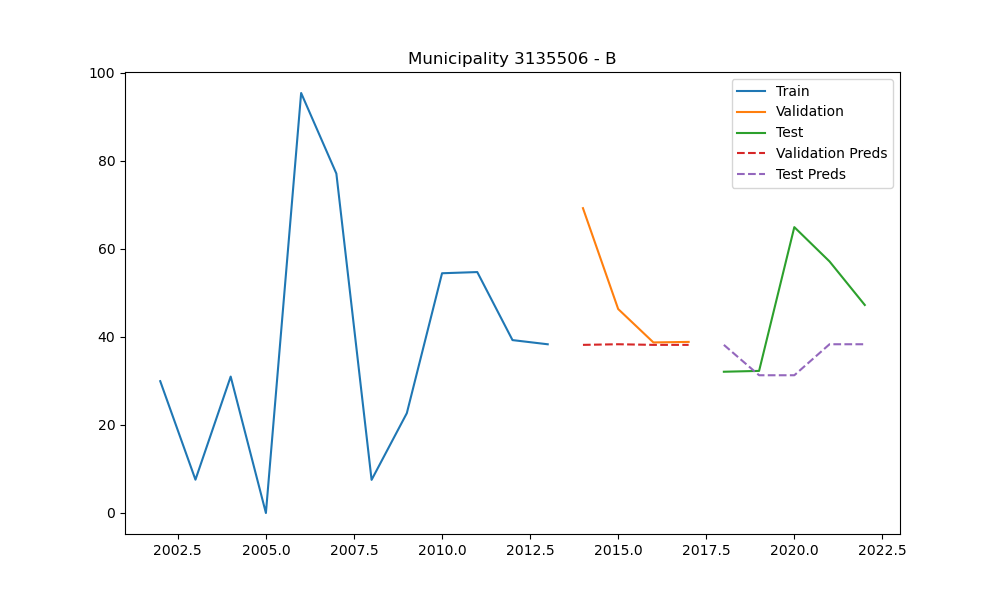 Municipality 3135506 - B
100
80
60
40
20
0
Train
Validation
Test
Validation Preds
Test Preds
2002.5 2005.0 2007.5 2010.0 2012.5 2015.0 2017.5 2020.0 2022.5